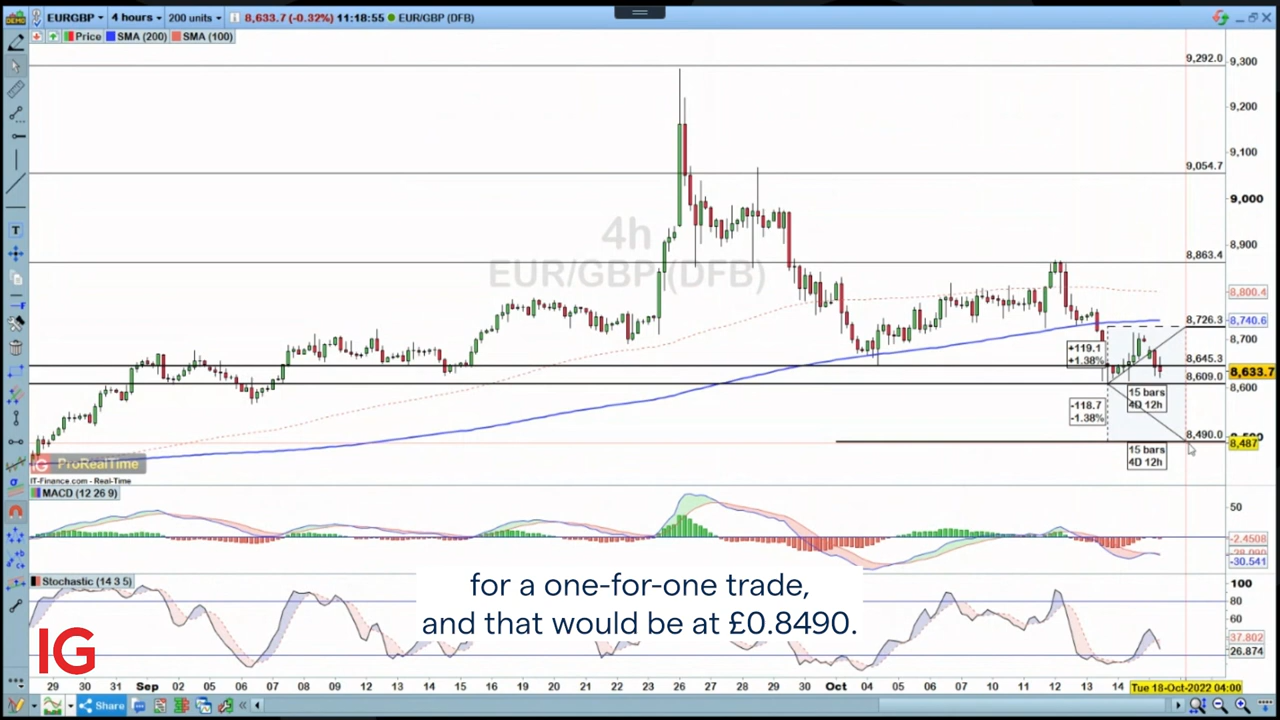 EURGBP 4 hours 200 units 8,633.7 (-0.32%) 11:18:55 EUR/GBP (DFB)
Price SMA (200) SMA (100)
9,292.0
9,300
9,200
9,100
9,054.7
9,000
4h
8,900
EUR/GBP (DFB)
8,863.4
8,800.4
8,726.3
8,740.6
8,700
+119.1
+1.38%
8,645.3
8,633.7
8,609.0
8,600
15 bars
4D 12h
-118.7
-1.38%
8,490.0
8,487
15 bars
4D 12h
IG ProRealTime
IT-Finance.com - Real-Time
MACD (12 26 9)
50
-2.4508
-30.541
Stochastic (14 3 5)
100
80
60
37.802
26.874
for a one-for-one trade,
and that would be at £0.8490.
IG
29 30 31 Sep 02 05 06 07 08 09 12 13 14 15 16 19 20 21 22 23 26 27 28 29 30 Oct 04 05 06 07 10 11 12 13 14 Tue 18-Oct-2022 04:00
Share